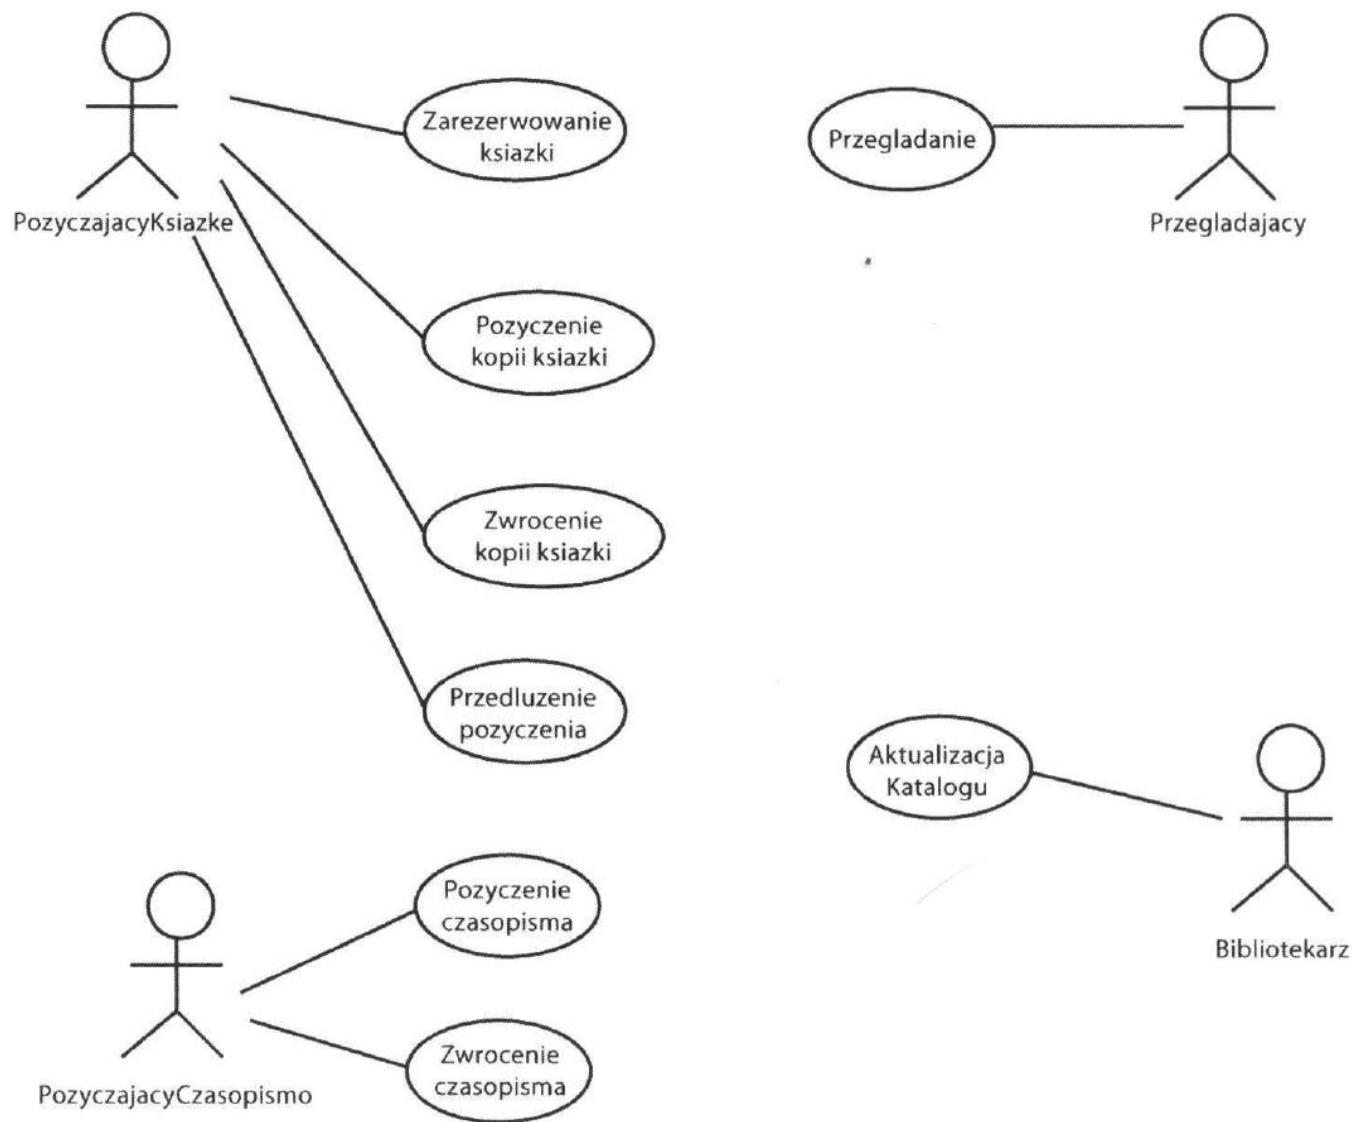 Zarezerwowanie
ksiazki
PozyczajacyKsiazke
Przegladanie
Przegladajacy
Pozyczenie
kopii ksiazki
Zwrocenie
kopii ksiazki
Przedluzenie
pozyczenia
Aktualizacja
Katalogu
Bibliotekarz
Pozyczenie
czasopisma
Zwrocenie
czasopisma
PozyczajacyCzasopismo